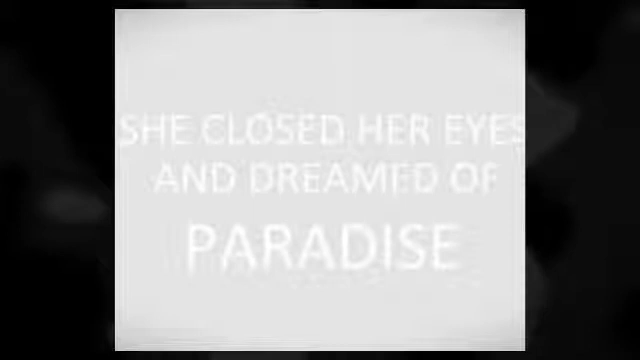 SHE CLOSED HER EYES
AND DREAMED OF
PARADISE